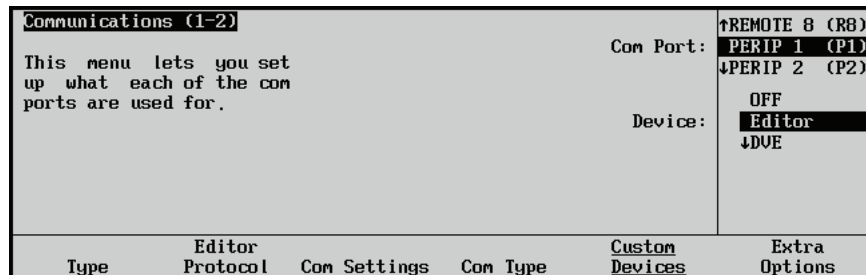 Communications (1-2)
This menu lets you set
up what each of the com
ports are used for.
Com Port:
↑REMOTE 8 (R8)
PERIP 1 (P1)
↓PERIP 2 (P2)
Device:
OFF
Editor
↓DVE
Type
Editor
Protocol
Com Settings
Com Type
Custom
Devices
Extra
Options